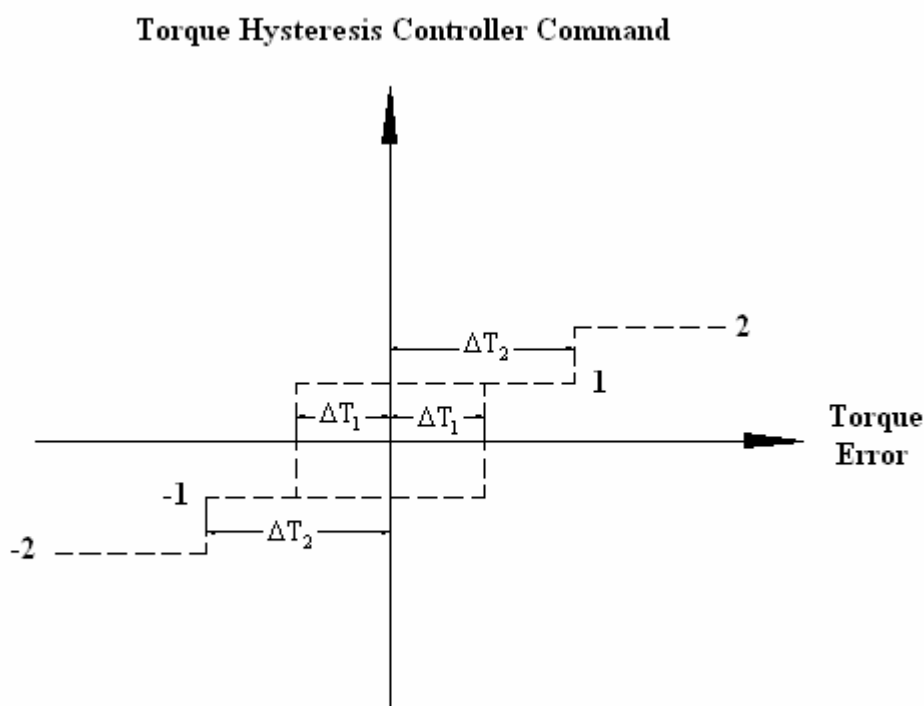 Torque Hysteresis Controller Command
2
ΔT₂
1
ΔT₁ ΔT₁
Torque
Error
-1
ΔT₂
-2